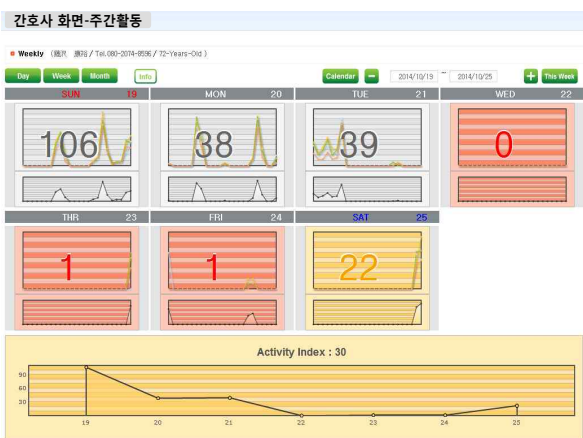 간호사 화면-주간활동
Weekly ( 康裕 / Tel.080-2074-8596 / 72-Years-Old )
Day Week Month Info Calendar - 2014/10/19 ~ 2014/10/25 + This Week
SUN 19 MON 20 TUE 21 WED 22
106 38 39 0
THR 23 FRI 24 SAT 25
1 1 22
Activity Index : 30
90
60
30
19 20 21 22 23 24 25